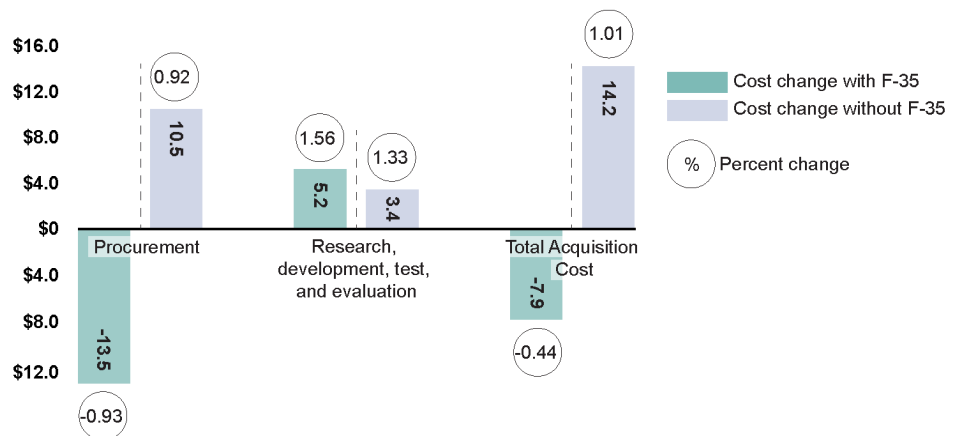 $16.0
$12.0
$8.0
$4.0
$0
$4.0
$8.0
$12.0
0.92
10.5
Procurement
-13.5
-0.93
1.56
5.2
1.33
3.4
Research,
development, test,
and evaluation
1.01
14.2
Total Acquisition
Cost
-7.9
-0.44
Cost change with F-35
Cost change without F-35
% Percent change